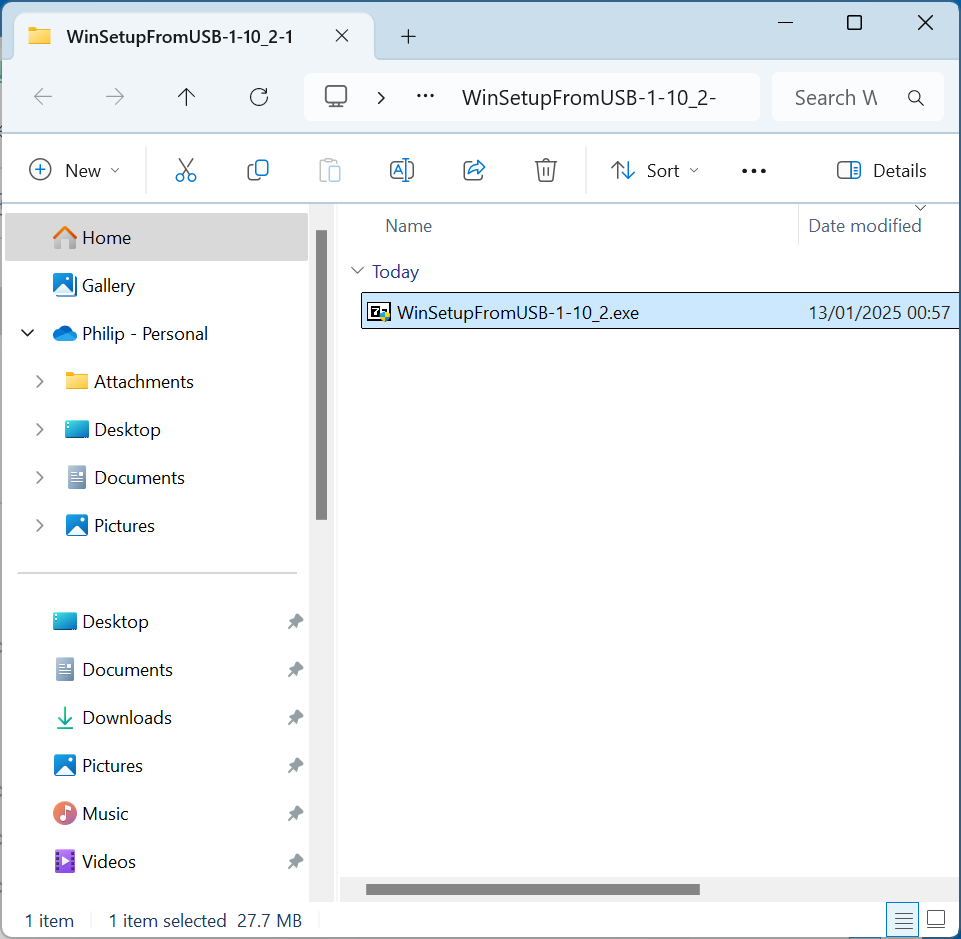 WinSetupFromUSB-1-10_2-1
WinSetupFromUSB-1-10_2-
Search W
New
Sort
Details
Home
Gallery
Philip - Personal
Attachments
Desktop
Documents
Pictures
Desktop
Documents
Downloads
Pictures
Music
Videos
Name Date modified
Today
WinSetupFromUSB-1-10_2.exe 13/01/2025 00:57
1 item 1 item selected 27.7 MB